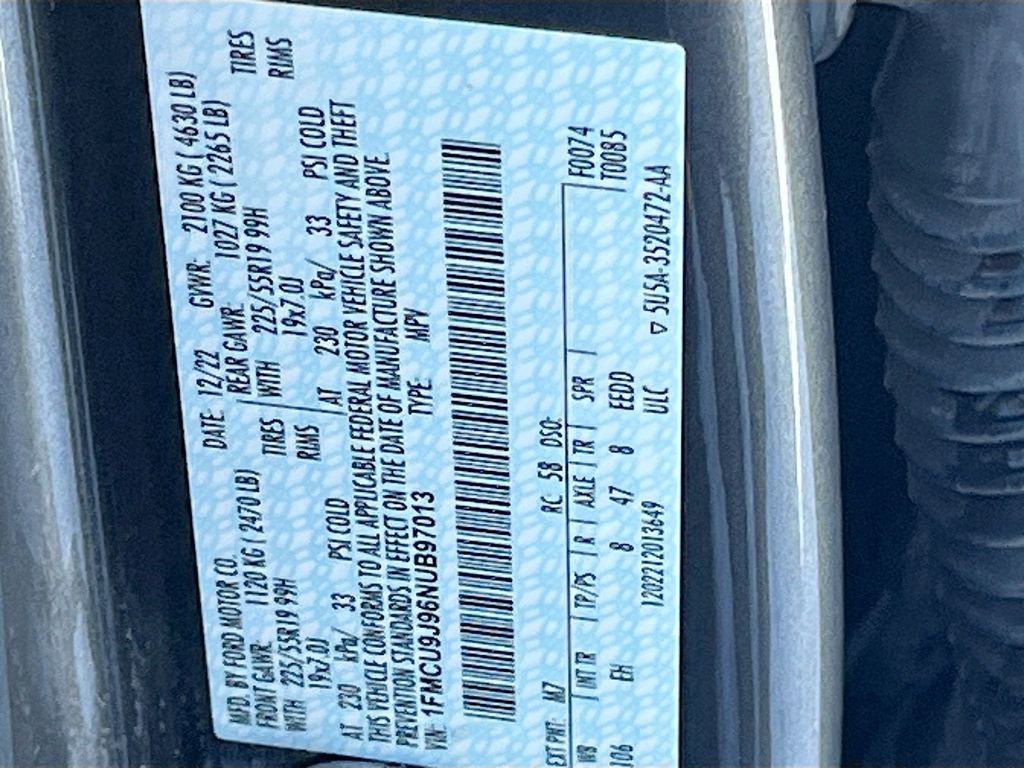 MFD. BY FORD MOTOR CO. DATE: 12/22 GVWR: 2100 KG ( 4630 LB)
FRONT GAWR: 1120 KG ( 2470 LB) REAR GAWR: 1027 KG ( 2265 LB)
WITH 225/55R19 99H TIRES WITH 225/55R19 99H TIRES
19x7.0J RIMS 19x7.0J RIMS
AT 230 kPa/ 33 PSI COLD AT 230 kPa/ 33 PSI COLD
THIS VEHICLE CONFORMS TO ALL APPLICABLE FEDERAL MOTOR VEHICLE SAFETY AND THEFT
PREVENTION STANDARDS IN EFFECT ON THE DATE OF MANUFACTURE SHOWN ABOVE.
VIN: 1FMCU9J96NUB97013 TYPE: MPV
EXT PNT: M7 RC: 58 DSO: F0074
WB INT TR TP/PS R AXLE TR SPR T0085
106 EH 8 47 8 EEDD
1202212013649 ULC ▽ 5U5A-3520472-AA